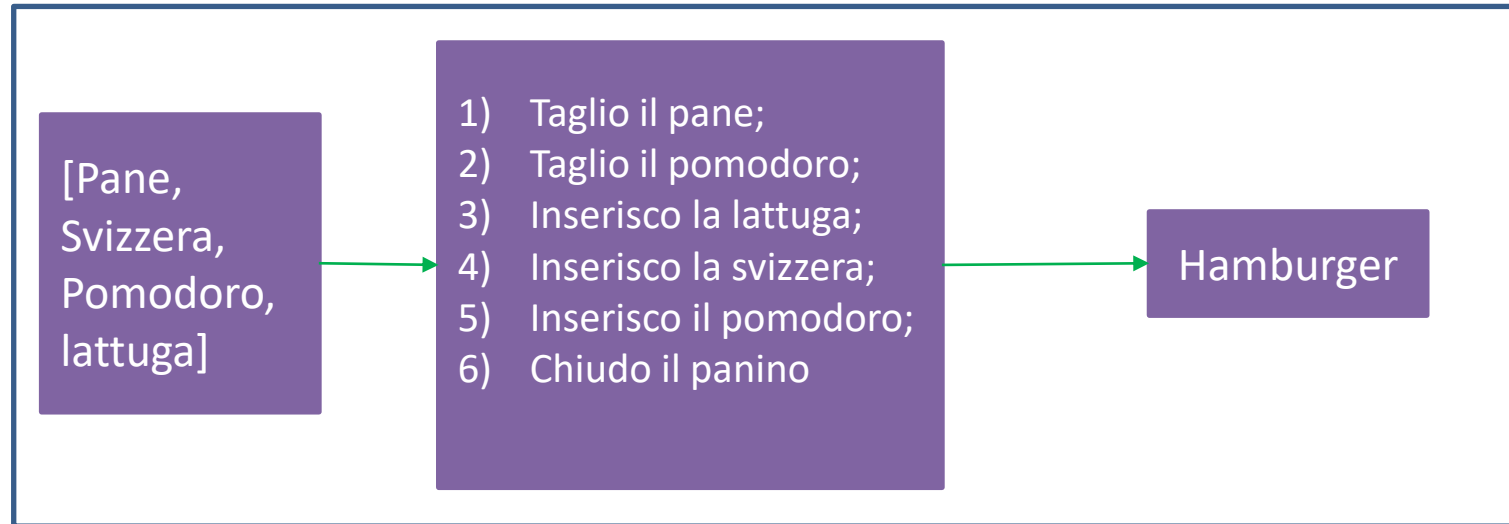 [Pane,
Svizzera,
Pomodoro,
lattuga]
1) Taglio il pane;
2) Taglio il pomodoro;
3) Inserisco la lattuga;
4) Inserisco la svizzera;
5) Inserisco il pomodoro;
6) Chiudo il panino
Hamburger